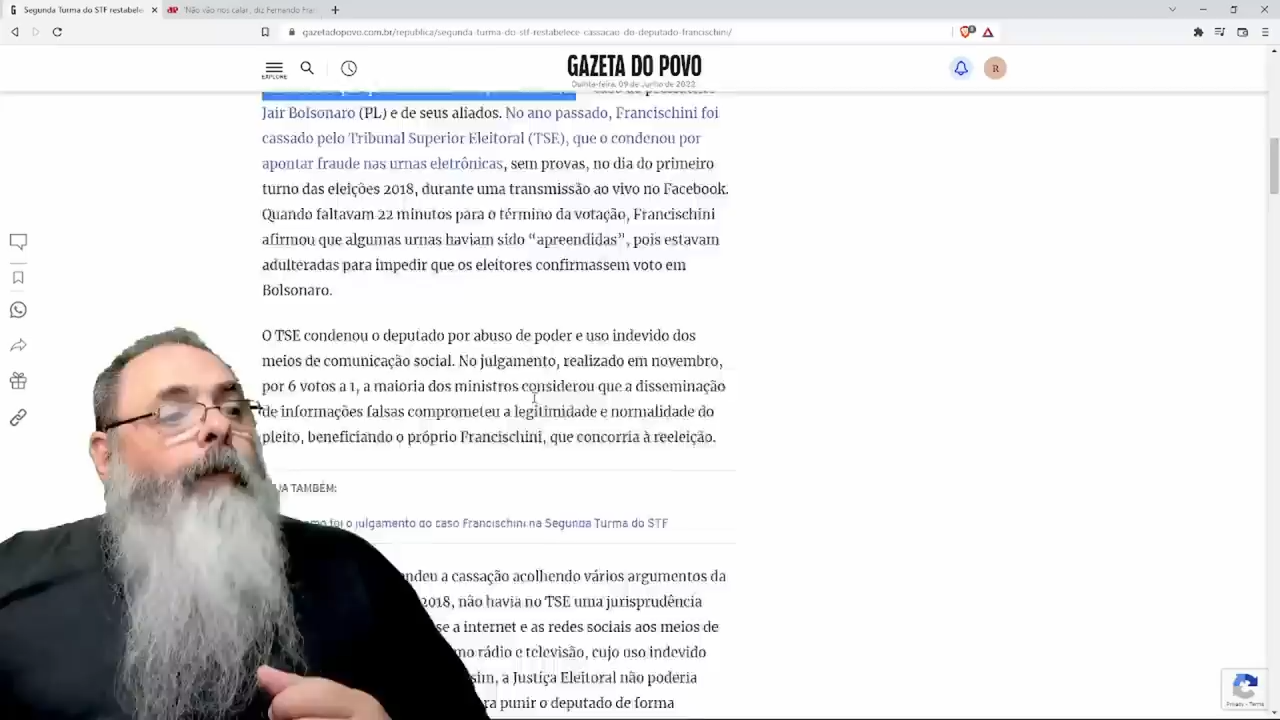 Segunda Turma do STF restabele
'Não vão nos calar', diz Fernando Fra
gazetadopovo.com.br/republica/segunda-turma-do-stf-restabelece-cassacao-do-deputado-francischini/
EXPLORE
GAZETA DO POVO
R
Quinta-feira, 09 de Junho de 2022
Jair Bolsonaro (PL) e de seus aliados. No ano passado, Francischini foi
cassado pelo Tribunal Superior Eleitoral (TSE), que o condenou por
apontar fraude nas urnas eletrônicas, sem provas, no dia do primeiro
turno das eleições 2018, durante uma transmissão ao vivo no Facebook.
Quando faltavam 22 minutos para o término da votação, Francischini
afirmou que algumas urnas haviam sido “apreendidas”, pois estavam
adulteradas para impedir que os eleitores confirmassem voto em
Bolsonaro.
O TSE condenou o deputado por abuso de poder e uso indevido dos
meios de comunicação social. No julgamento, realizado em novembro,
por 6 votos a 1, a maioria dos ministros considerou que a disseminação
de informações falsas comprometeu a legitimidade e normalidade do
pleito, beneficiando o próprio Francischini, que concorria à reeleição.
TAMBÉM:
foi o julgamento do caso Francischini na Segunda Turma do STF
a cassação acolhendo vários argumentos da
2018, não havia no TSE uma jurisprudência
se a internet e as redes sociais aos meios de
rádio e televisão, cujo uso indevido
a Justiça Eleitoral não poderia
punir o deputado de forma
Privacy - Terms